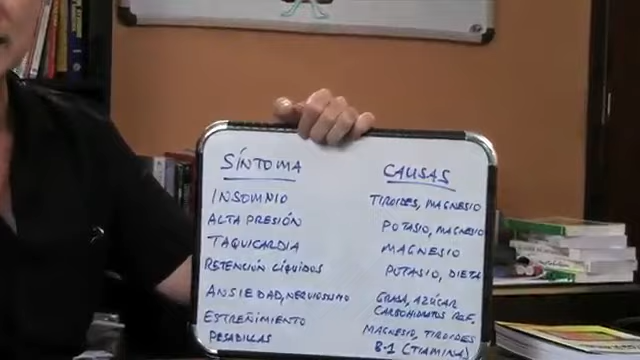 SÍNTOMA CAUSAS
INSOMNIO TIROIDES, MAGNESIO
ALTA PRESIÓN POTASIO, MAGNESIO
TAQUICARDIA MAGNESIO
RETENCIÓN LÍQUIDOS POTASIO, DIETA
ANSIEDAD, NERVIOSISMO GRASA, AZÚCAR
CARBOHIDRATOS REF.
ESTREÑIMIENTO MAGNESIO, TIROIDES
PESADILLAS B-1 (TIAMINA)